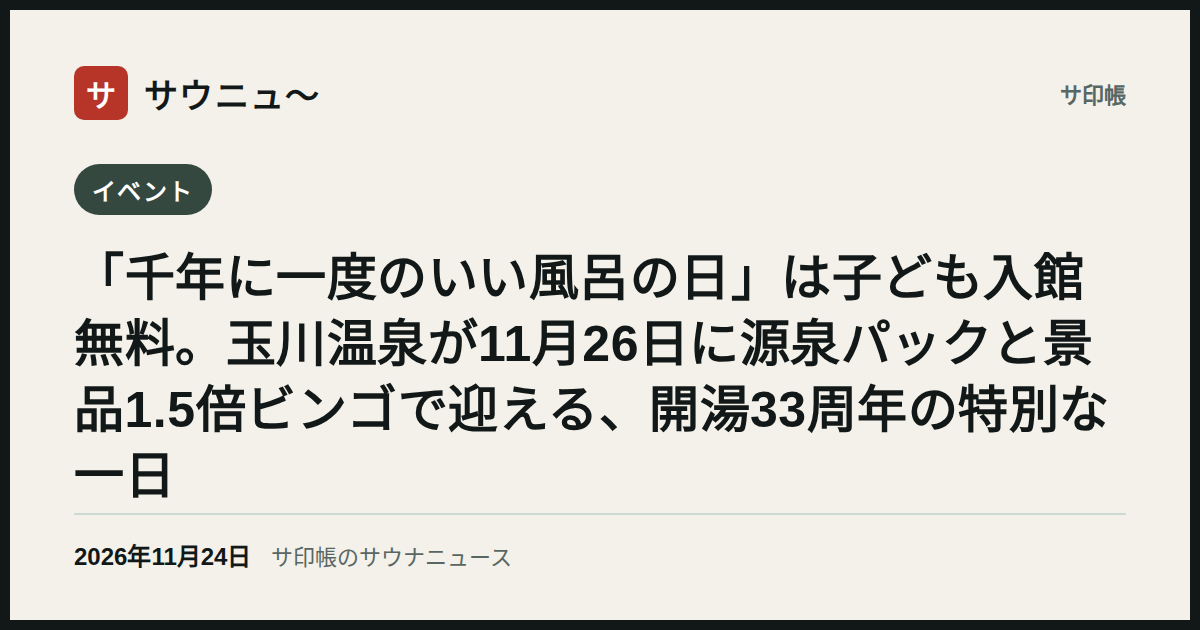 サ サウニュ〜
サ印帳
イベント
「千年に一度のいい風呂の日」は子ども入館
無料。玉川温泉が11月26日に源泉パックと景
品1.5倍ビンゴで迎える、開湯33周年の特別な
一日
2026年11月24日 サ印帳のサウナニュース